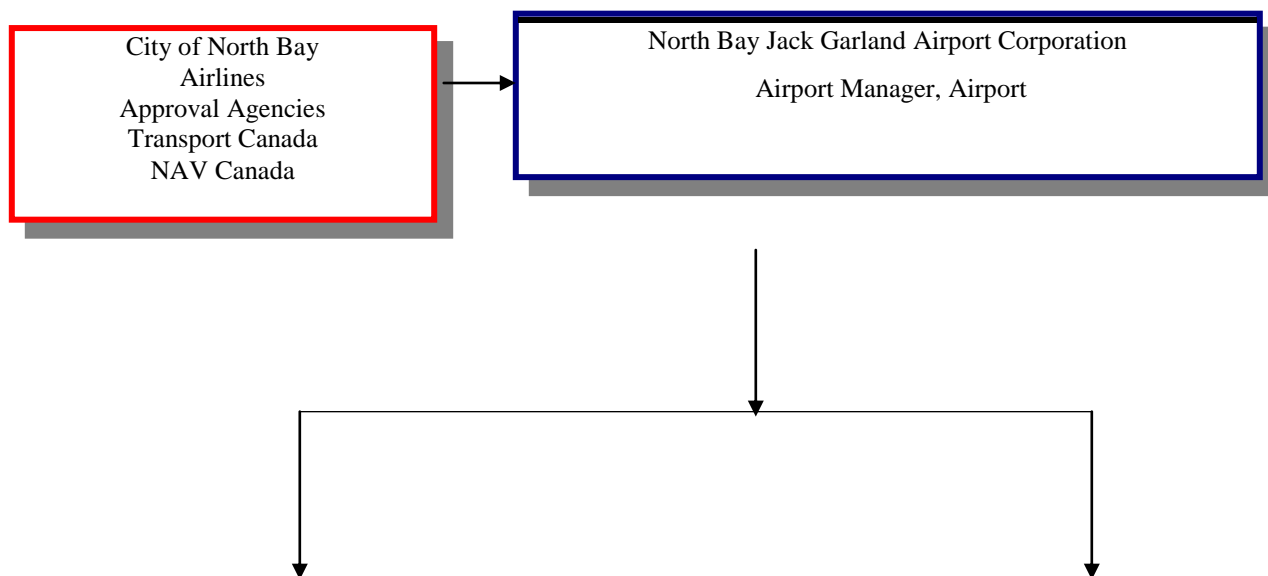 City of North Bay
Airlines
Approval Agencies
Transport Canada
NAV Canada
North Bay Jack Garland Airport Corporation
Airport Manager, Airport